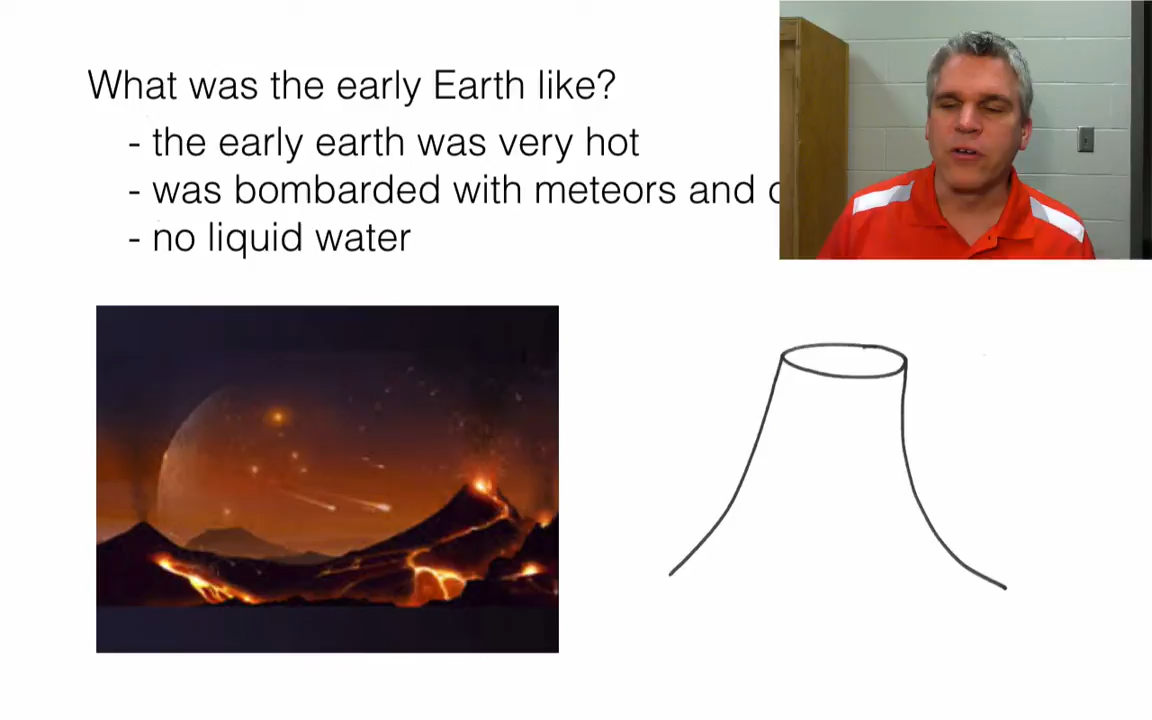 What was the early Earth like?
- the early earth was very hot
- was bombarded with meteors and
- no liquid water